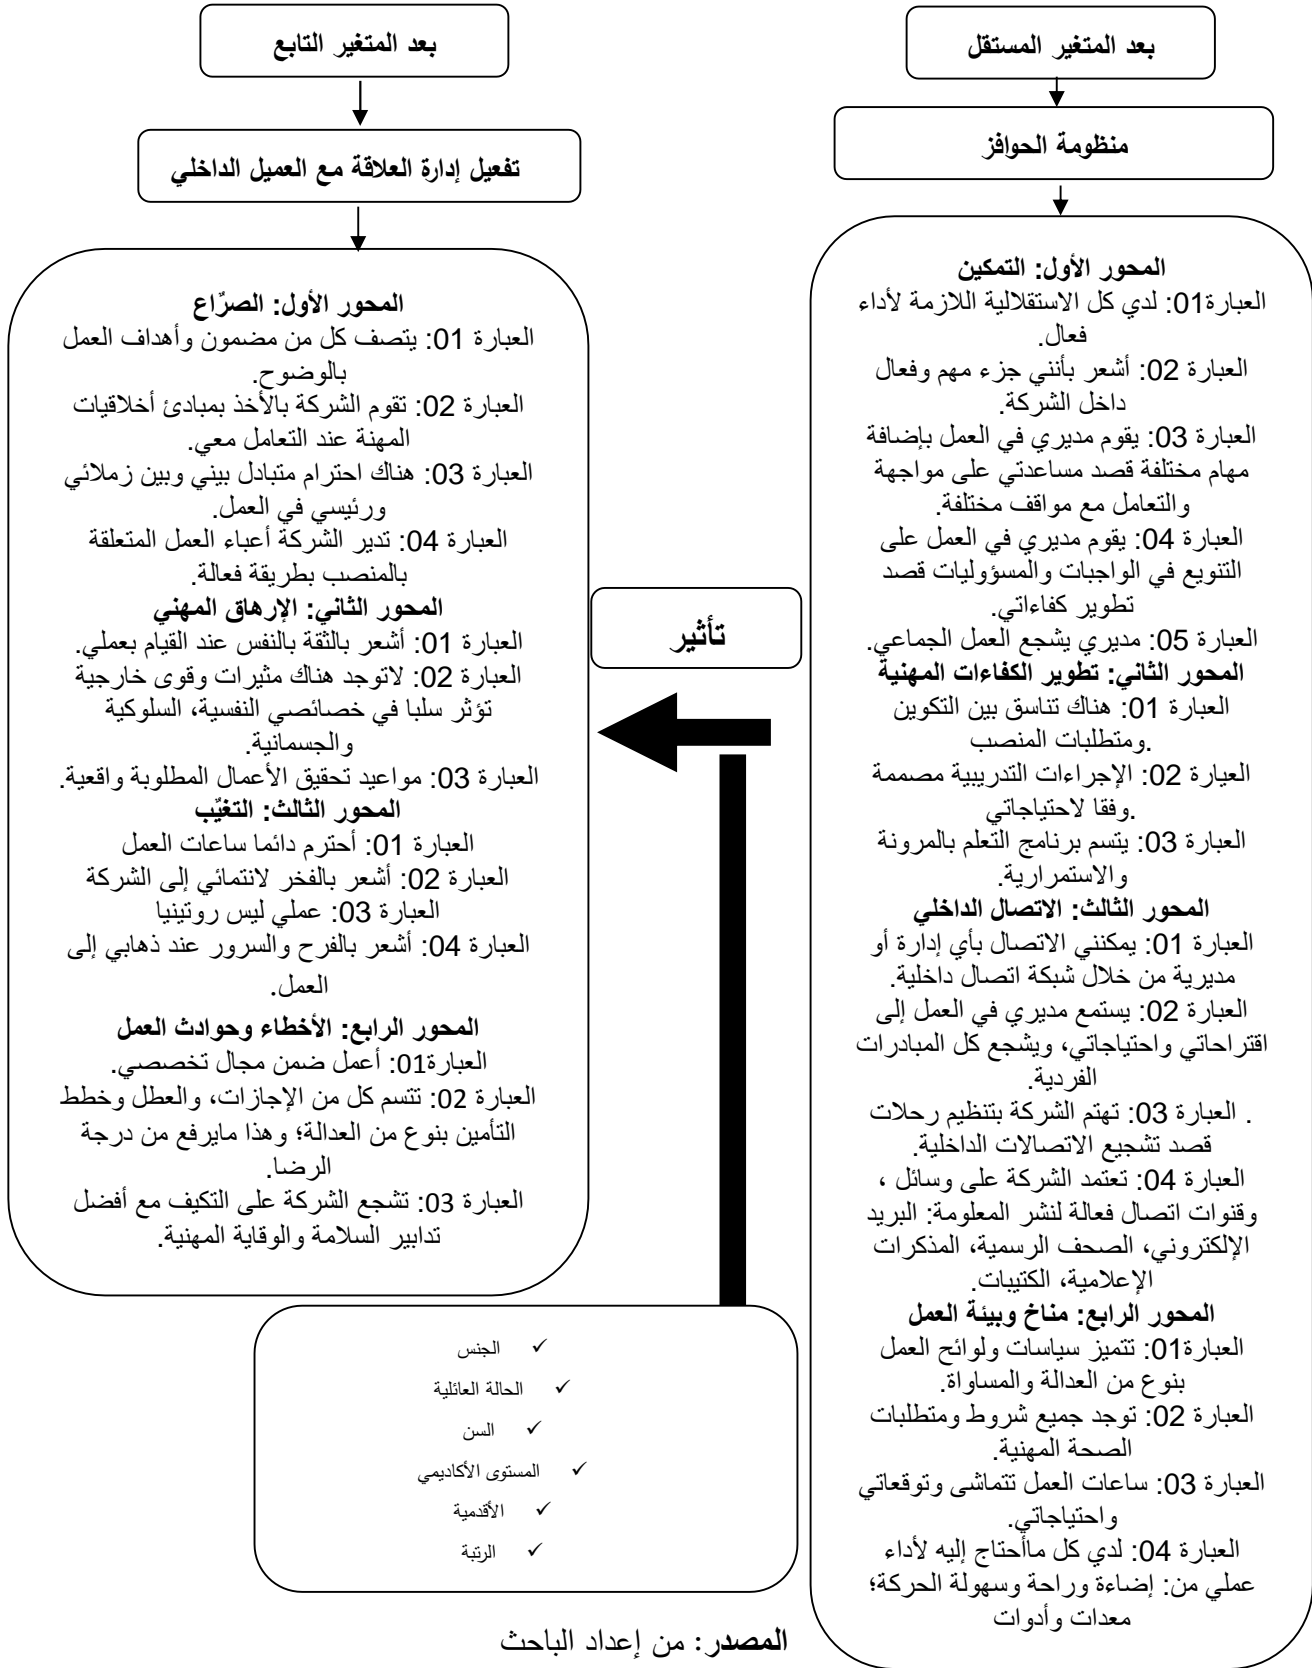 بعد المتغير المستقل
منظومة الحوافز
المحور الأول: التمكين
العبارة01: لدي كل الاستقلالية اللازمة لأداء
فعال.
العبارة 02: أشعر بأنني جزء مهم وفعال
داخل الشركة.
العبارة 03: يقوم مديري في العمل بإضافة
مهام مختلفة قصد مساعدتي على مواجهة
والتعامل مع مواقف مختلفة.
العبارة 04: يقوم مديري في العمل على
التنويع في الواجبات والمسؤوليات قصد
تطوير كفاءاتي.
العبارة 05: مديري يشجع العمل الجماعي.
المحور الثاني: تطوير الكفاءات المهنية
العبارة 01: هناك تناسق بين التكوين
.ومتطلبات المنصب
العبارة 02: الإجراءات التدريبية مصممة
.وفقا لاحتياجاتي
العبارة 03: يتسم برنامج التعلم بالمرونة
والاستمرارية.
المحور الثالث: الاتصال الداخلي
العبارة 01: يمكنني الاتصال بأي إدارة أو
مديرية من خلال شبكة اتصال داخلية.
العبارة 02: يستمع مديري في العمل إلى
اقتراحاتي واحتياجاتي، ويشجع كل المبادرات
الفردية.
. العبارة 03: تهتم الشركة بتنظيم رحلات
قصد تشجيع الاتصالات الداخلية.
العبارة 04: تعتمد الشركة على وسائل ،
وقنوات اتصال فعالة لنشر المعلومة: البريد
الإلكتروني، الصحف الرسمية، المذكرات
الإعلامية، الكتيبات.
المحور الرابع: مناخ وبيئة العمل
العبارة01: تتميز سياسات ولوائح العمل
بنوع من العدالة والمساواة.
العبارة 02: توجد جميع شروط ومتطلبات
الصحة المهنية.
العبارة 03: ساعات العمل تتماشى وتوقعاتي
واحتياجاتي.
العبارة 04: لدي كل ماأحتاج إليه لأداء
عملي من: إضاءة وراحة وسهولة الحركة؛
معدات وأدوات
تأثير
بعد المتغير التابع
تفعيل إدارة العلاقة مع العميل الداخلي
المحور الأول: الصرّاع
العبارة 01: يتصف كل من مضمون وأهداف العمل
بالوضوح.
العبارة 02: تقوم الشركة بالأخذ بمبادئ أخلاقيات
المهنة عند التعامل معي.
العبارة 03: هناك احترام متبادل بيني وبين زملائي
ورئيسي في العمل.
العبارة 04: تدير الشركة أعباء العمل المتعلقة
بالمنصب بطريقة فعالة.
المحور الثاني: الإرهاق المهني
العبارة 01: أشعر بالثقة بالنفس عند القيام بعملي.
العبارة 02: لاتوجد هناك مثيرات وقوى خارجية
تؤثر سلبا في خصائصي النفسية، السلوكية
والجسمانية.
العبارة 03: مواعيد تحقيق الأعمال المطلوبة واقعية.
المحور الثالث: التغيّب
العبارة 01: أحترم دائما ساعات العمل
العبارة 02: أشعر بالفخر لانتمائي إلى الشركة
العبارة 03: عملي ليس روتينيا
العبارة 04: أشعر بالفرح والسرور عند ذهابي إلى
العمل.
المحور الرابع: الأخطاء وحوادث العمل
العبارة01: أعمل ضمن مجال تخصصي.
العبارة 02: تتسم كل من الإجازات، والعطل وخطط
التأمين بنوع من العدالة؛ وهذا مايرفع من درجة
الرضا.
العبارة 03: تشجع الشركة على التكيف مع أفضل
تدابير السلامة والوقاية المهنية.
✓ الجنس
✓ الحالة العائلية
✓ السن
✓ المستوى الأكاديمي
✓ الأقدمية
✓ الرتبة
المصدر: من إعداد الباحث